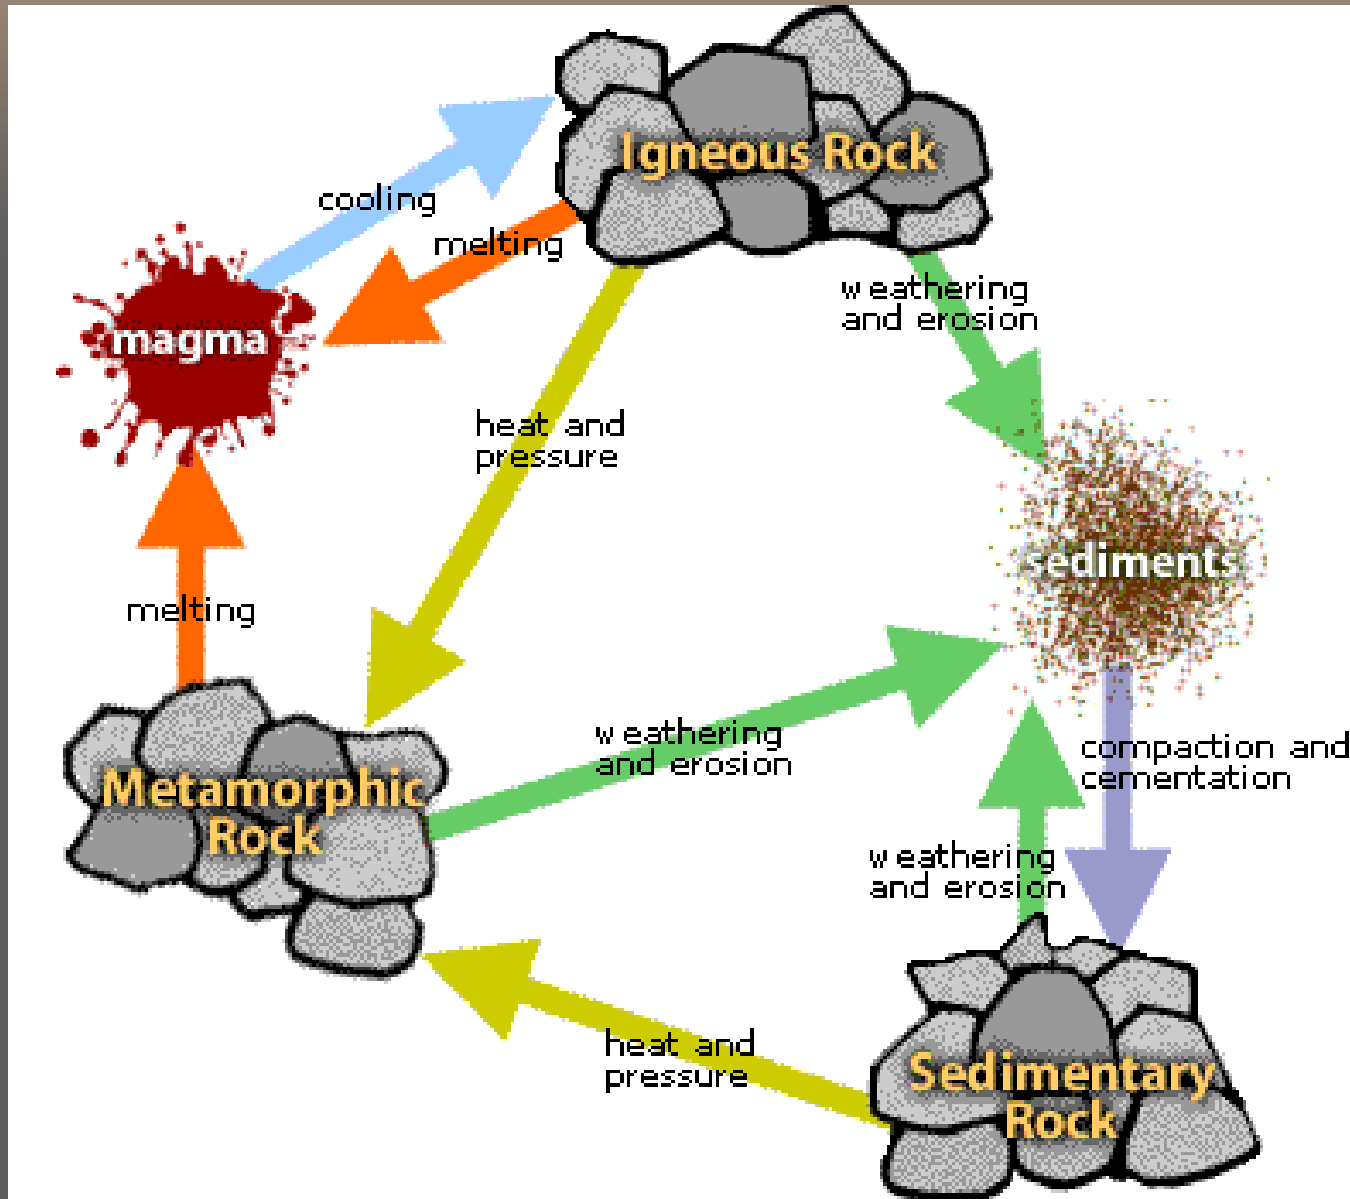 Igneous Rock
cooling
melting
magma
weathering
and erosion
heat and
pressure
sediments
melting
weathering
and erosion
compaction and
cementation
Metamorphic
Rock
weathering
and erosion
heat and
pressure
Sedimentary
Rock